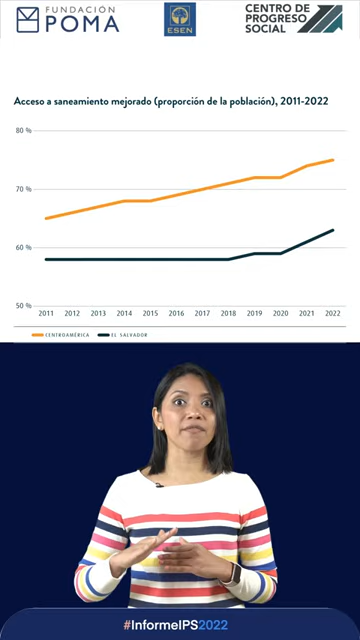 FUNDACIÓN
POMA
ESEN
CENTRO DE
PROGRESO
SOCIAL
Acceso a saneamiento mejorado (proporción de la población), 2011-2022
80 %
70 %
60 %
50 %
2011 2012 2013 2014 2015 2016 2017 2018 2019 2020 2021 2022
CENTROAMÉRICA EL SALVADOR
#InformeIPS2022